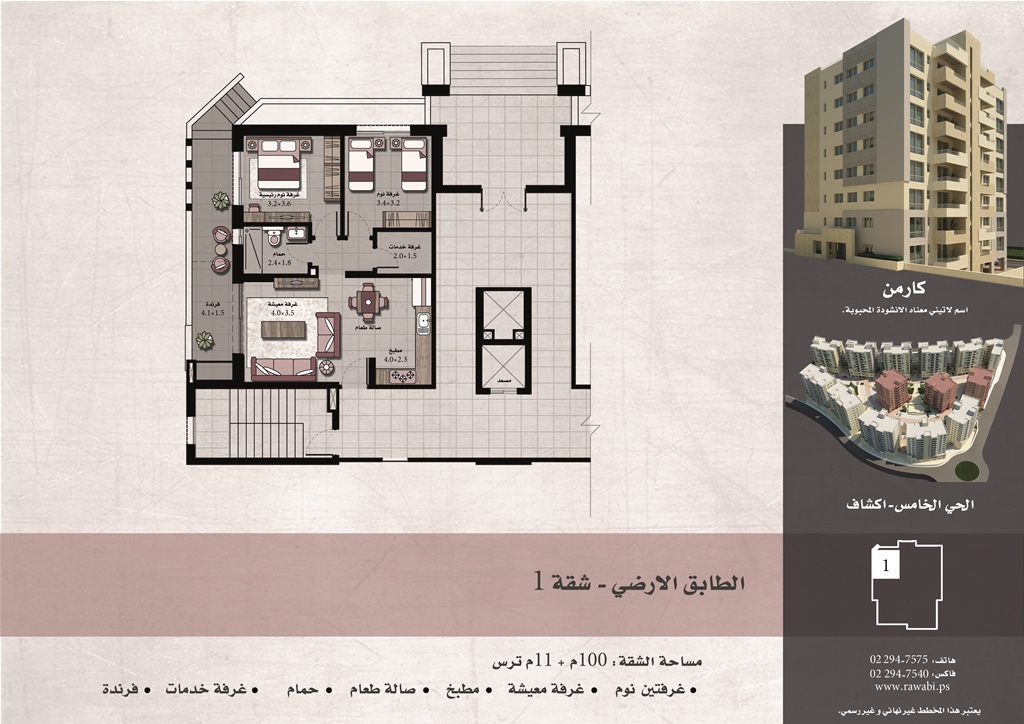 غرفة نوم رئيسية
3.2×3.6
غرفة نوم
3.4×3.2
حمام
2.4×1.8
غرفة خدمات
2.0×1.5
فرندة
4.1×1.5
غرفة معيشة
4.0×3.5
صالة طعام
مطبخ
4.0×2.3
مصعد
كارمن
اسم لاتيني معناه الانشودة المحبوبة.
الحي الخامس-اكشاف
1
الطابق الارضي - شقة 1
مساحة الشقة: 100م + 11م ترس
• غرفتين نوم • غرفة معيشة • مطبخ • صالة طعام • حمام • غرفة خدمات • فرندة
هاتف: 02 294-7575
فاكس: 02 294-7540
www.rawabi.ps
يعتبر هذا المخطط غير نهائي و غير رسمي.